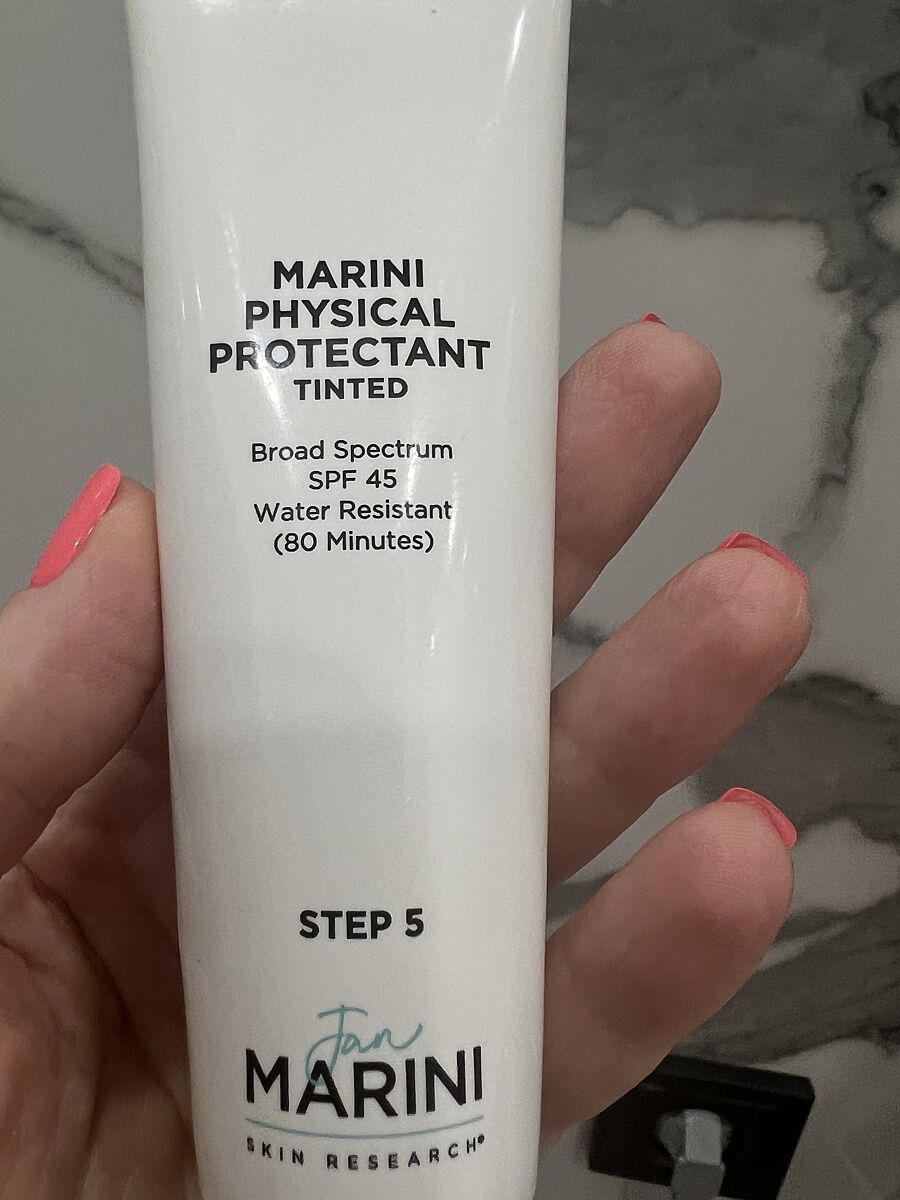 MARINI
PHYSICAL
PROTECTANT
TINTED
Broad Spectrum
SPF 45
Water Resistant
(80 Minutes)
STEP 5
Jan
MARINI
SKIN RESEARCH®